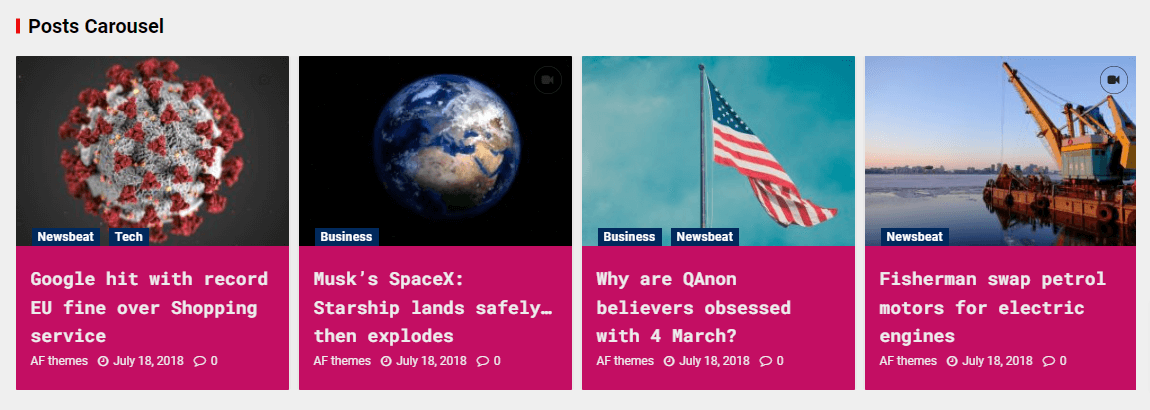 Posts Carousel
Newsbeat Tech
Google hit with record
EU fine over Shopping
service
AF themes July 18, 2018 0
Business
Musk’s SpaceX:
Starship lands safely…
then explodes
AF themes July 18, 2018 0
Business Newsbeat
Why are QAnon
believers obsessed
with 4 March?
AF themes July 18, 2018 0
Newsbeat
Fisherman swap petrol
motors for electric
engines
AF themes July 18, 2018 0